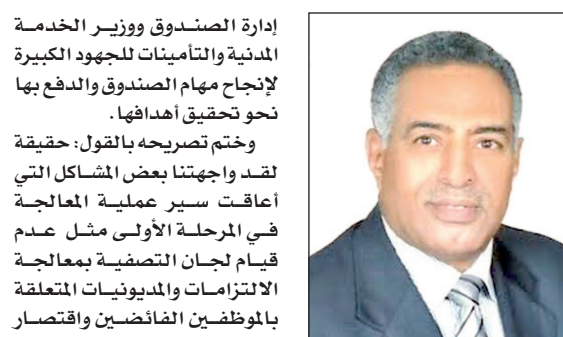 إدارة الصندوق ووزير الخدمة
المدنية والتأمينات للجهود الكبيرة
لإنجاح مهام الصندوق والدفع بها
نحو تحقيق أهدافها.
وختم تصريحه بالقول: حقيقة
لقد واجهتنا بعض المشاكل التي
أعاقت سير عملية المعالجة
في المرحلة الأولى مثل عدم
قيام لجان التصفية بمعالجة
الالتزامات والمديونيات المتعلقة
بالموظفين الفائضين واقتصار